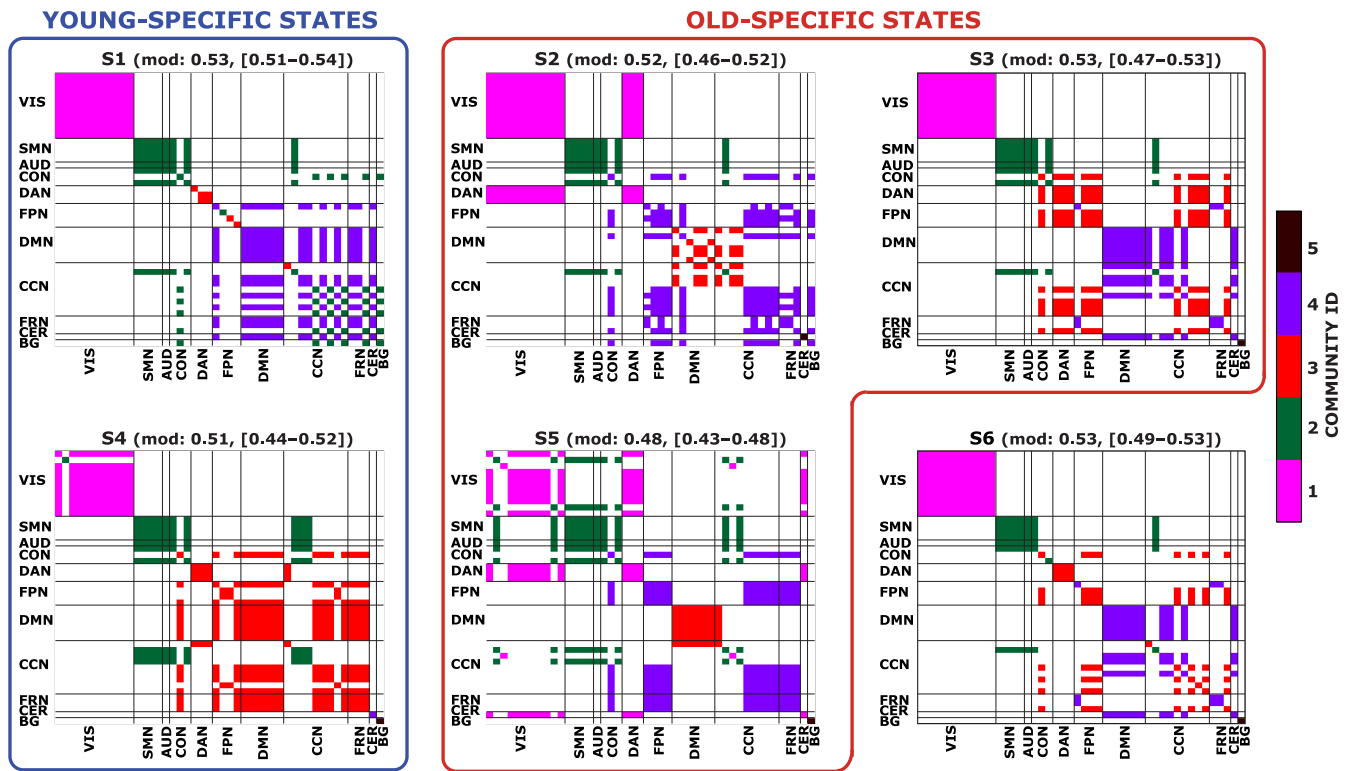 YOUNG-SPECIFIC STATES
OLD-SPECIFIC STATES
S1 (mod: 0.53, [0.51−0.54])
VIS
SMN
AUD
CON
DAN
FPN
DMN
CCN
FRN
CER
BG
VIS SMN AUD CON DAN FPN DMN CCN FRN CER BG
S2 (mod: 0.52, [0.46−0.52])
VIS
SMN
AUD
CON
DAN
FPN
DMN
CCN
FRN
CER
BG
VIS SMN AUD CON DAN FPN DMN CCN FRN CER BG
S3 (mod: 0.53, [0.47−0.53])
VIS
SMN
AUD
CON
DAN
FPN
DMN
CCN
FRN
CER
BG
VIS SMN AUD CON DAN FPN DMN CCN FRN CER BG
S4 (mod: 0.51, [0.44−0.52])
VIS
SMN
AUD
CON
DAN
FPN
DMN
CCN
FRN
CER
BG
VIS SMN AUD CON DAN FPN DMN CCN FRN CER BG
S5 (mod: 0.48, [0.43−0.48])
VIS
SMN
AUD
CON
DAN
FPN
DMN
CCN
FRN
CER
BG
VIS SMN AUD CON DAN FPN DMN CCN FRN CER BG
S6 (mod: 0.53, [0.49−0.53])
VIS
SMN
AUD
CON
DAN
FPN
DMN
CCN
FRN
CER
BG
VIS SMN AUD CON DAN FPN DMN CCN FRN CER BG
5
4
3
2
1
COMMUNITY ID